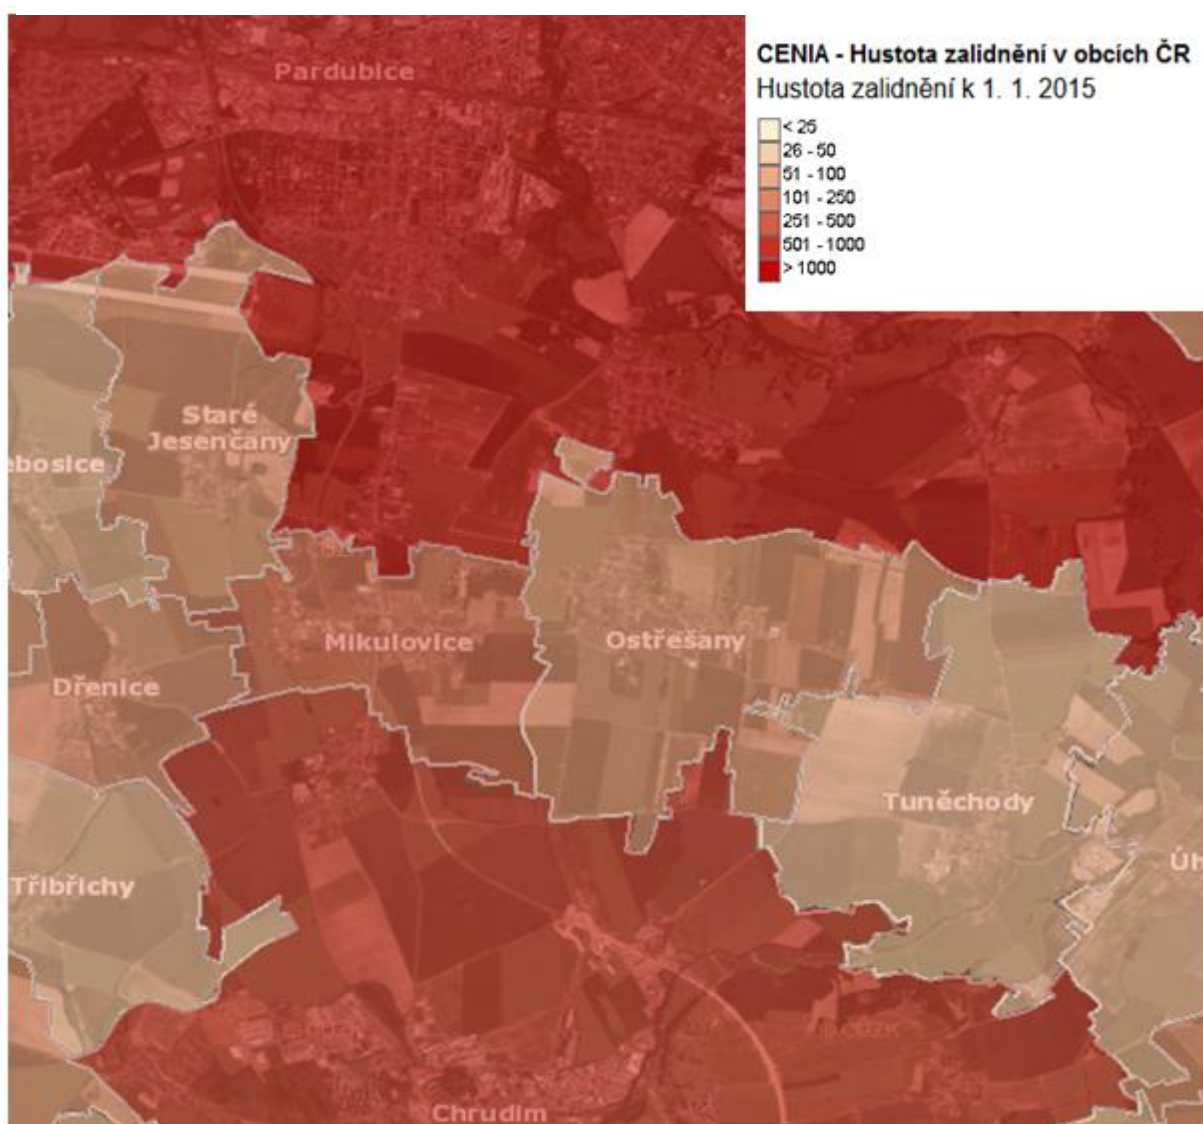 Pardubice
CENIA - Hustota zalidnění v obcích ČR
Hustota zalidnění k 1. 1. 2015
< 25
26 - 50
51 - 100
101 - 250
251 - 500
501 - 1000
> 1000
Staré
Jesenčany
ebosice
Mikulovice
Ostřešany
Dřenice
Tuněchody
Třibřichy
Úh
Chrudim